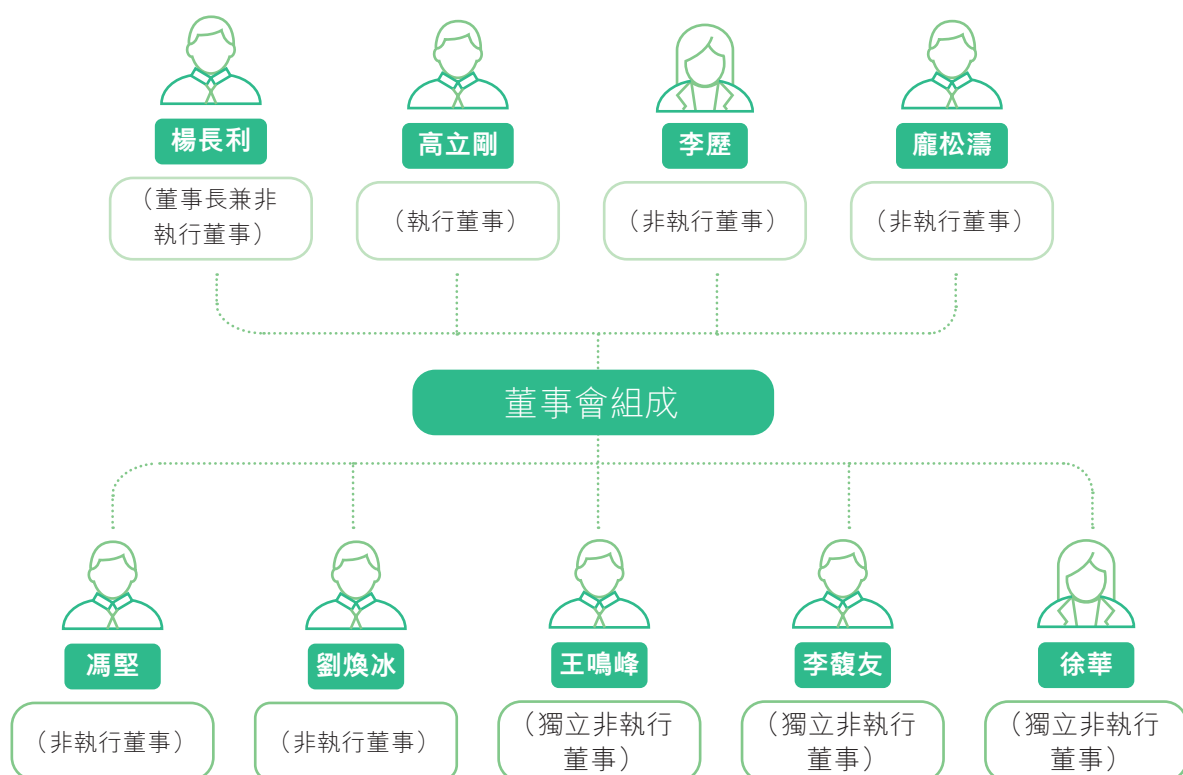 楊長利
高立剛
李歷
龐松濤
（董事長兼非
執行董事）
（執行董事）
（非執行董事）
（非執行董事）
董事會組成
馮堅
劉煥冰
王鳴峰
李馥友
徐華
（非執行董事）
（非執行董事）
（獨立非執行
董事）
（獨立非執行
董事）
（獨立非執行
董事）